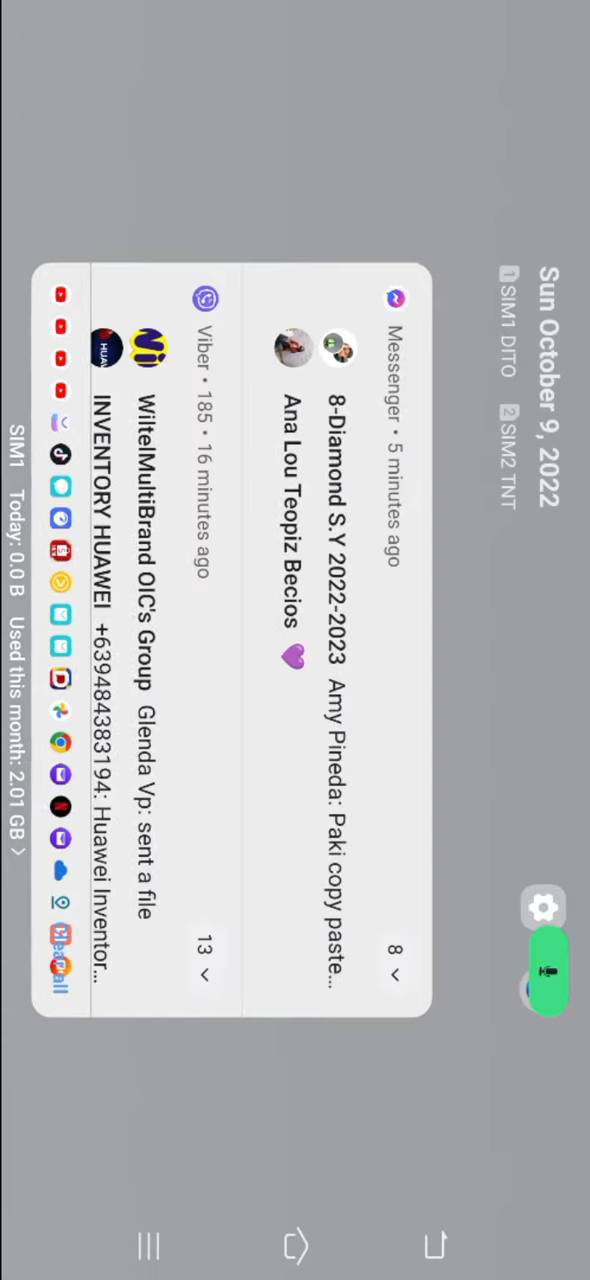 Sun October 9, 2022
1 SIM1 DITO 2 SIM2 TNT
Messenger • 5 minutes ago
8
8-Diamond S.Y 2022-2023 Amy Pineda: Paki copy paste...
Ana Lou Teopiz Becios 💜
Viber • 185 • 16 minutes ago
13
WiltelMultiBrand OIC's Group Glenda Vp: sent a file
INVENTORY HUAWEI +639484383194: Huawei Inventor...
Clear all
SIM1 Today: 0.0 B Used this month: 2.01 GB >